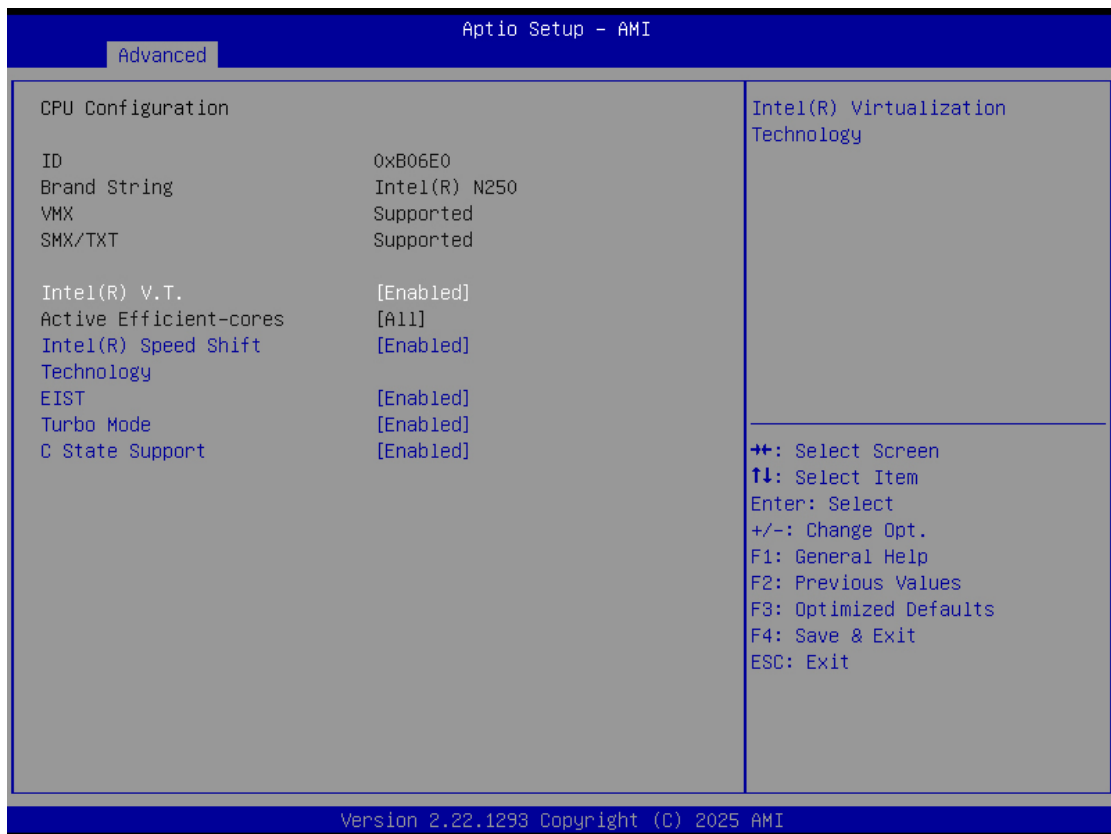 Aptio Setup - AMI
Advanced
CPU Configuration
ID 0xB06E0
Brand String Intel(R) N250
VMX Supported
SMX/TXT Supported
Intel(R) V.T. [Enabled]
Active Efficient-cores [All]
Intel(R) Speed Shift [Enabled]
Technology
EIST [Enabled]
Turbo Mode [Enabled]
C State Support [Enabled]
Intel(R) Virtualization
Technology
→←: Select Screen
↑↓: Select Item
Enter: Select
+/-: Change Opt.
F1: General Help
F2: Previous Values
F3: Optimized Defaults
F4: Save & Exit
ESC: Exit
Version 2.22.1293 Copyright (C) 2025 AMI